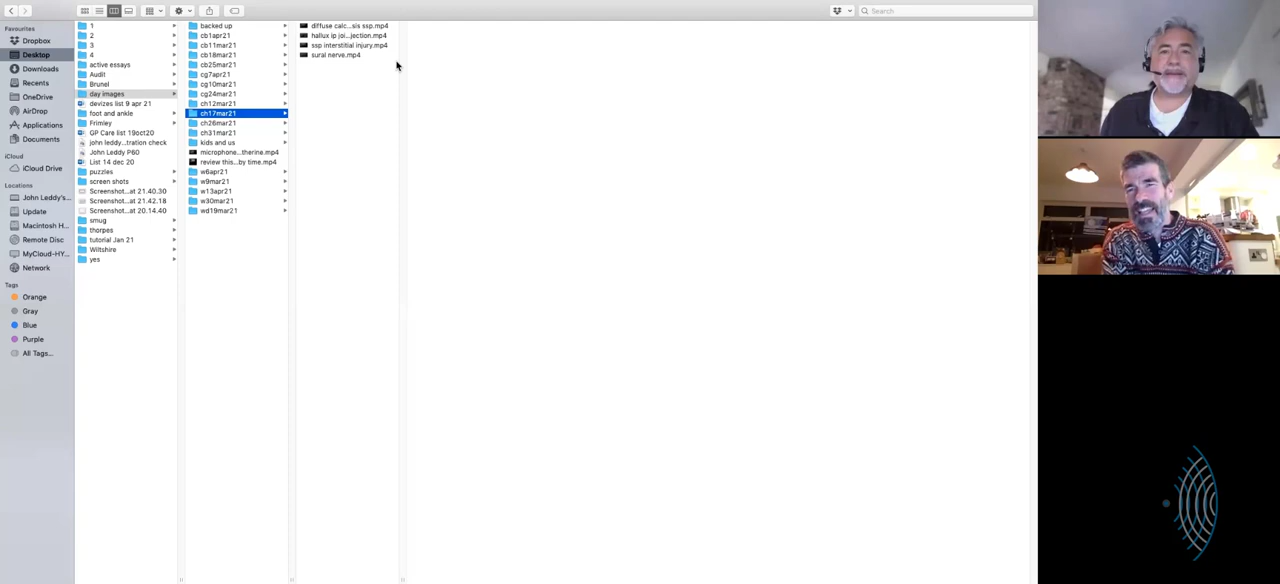 Search
Favourites
Dropbox
Desktop
Downloads
Recents
OneDrive
AirDrop
Applications
Documents
iCloud
iCloud Drive
Locations
John Leddy's...
Update
Macintosh H...
Remote Disc
MyCloud-HY...
Network
Tags
Orange
Gray
Blue
Purple
All Tags...
1
2
3
4
active essays
Audit
Brunel
day images
devizes list 9 apr 21
foot and ankle
Frimley
GP Care list 19oct20
john leddy...tration check
John Leddy P60
List 14 dec 20
puzzles
screen shots
Screenshot...at 21.40.30
Screenshot...at 21.42.18
Screenshot...at 20.14.40
smug
thorpes
tutorial Jan 21
Wiltshire
yes
backed up
cb1apr21
cb11mar21
cb18mar21
cb25mar21
cg7apr21
cg10mar21
cg24mar21
ch12mar21
ch17mar21
ch26mar21
ch31mar21
kids and us
microphone...therine.mp4
review this...by time.mp4
w6apr21
w9mar21
w13apr21
w30mar21
wd19mar21
diffuse calc...sis ssp.mp4
hallux ip joi...jection.mp4
ssp interstitial injury.mp4
sural nerve.mp4